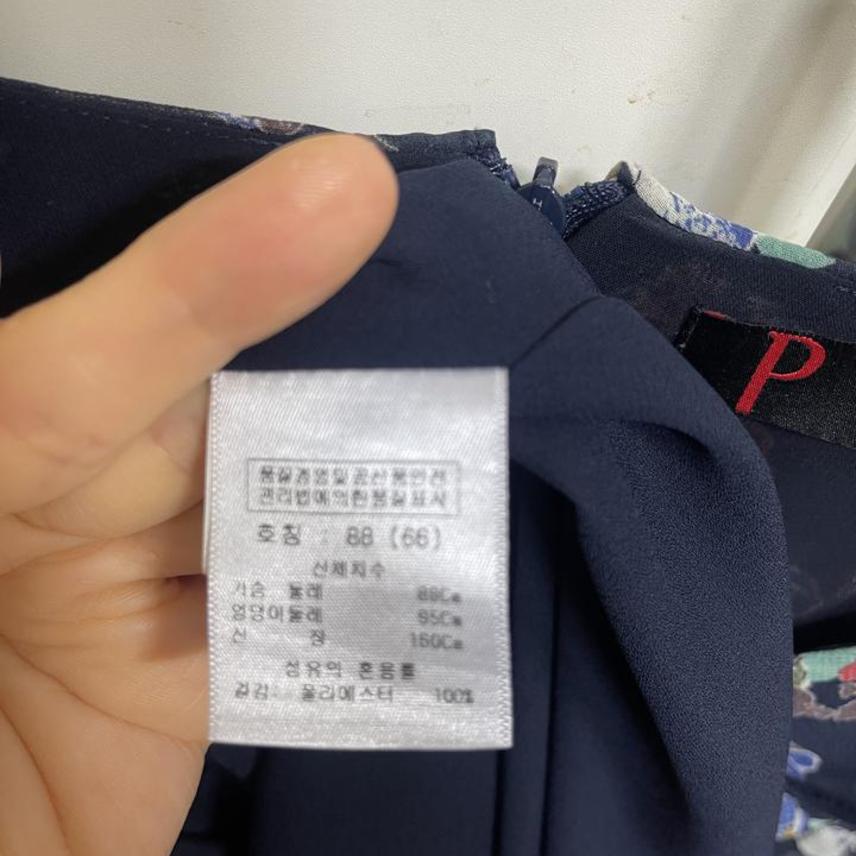 품질경영및공산품안전
관리법에의한품질표시
호칭 : 88 (66)
신체치수
가슴 둘레 88Cm
엉덩이둘레 95Cm
신 장 160Cm
섬유의 혼용률
겉감: 폴리에스터 100%
P